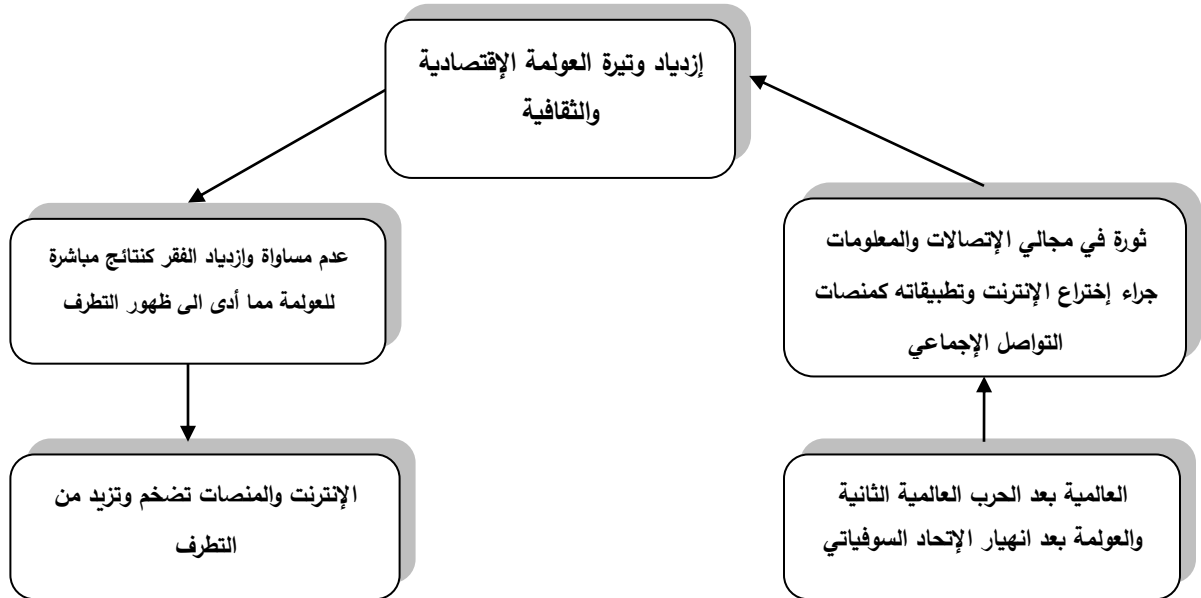 إزدياد وتيرة العولمة الإقتصادية
والثقافية
ثورة في مجالي الإتصالات والمعلومات
جراء إختراع الإنترنت وتطبيقاته كمنصات
التواصل الإجماعي
عدم مساواة وازدياد الفقر كنتائج مباشرة
للعولمة مما أدى الى ظهور التطرف
العالمية بعد الحرب العالمية الثانية
والعولمة بعد انهيار الإتحاد السوفياتي
الإنترنت والمنصات تضخم وتزيد من
التطرف